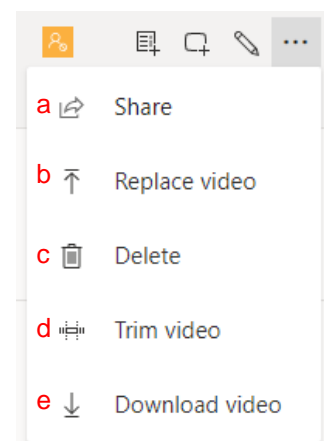 a Share
b Replace video
c Delete
d Trim video
e Download video